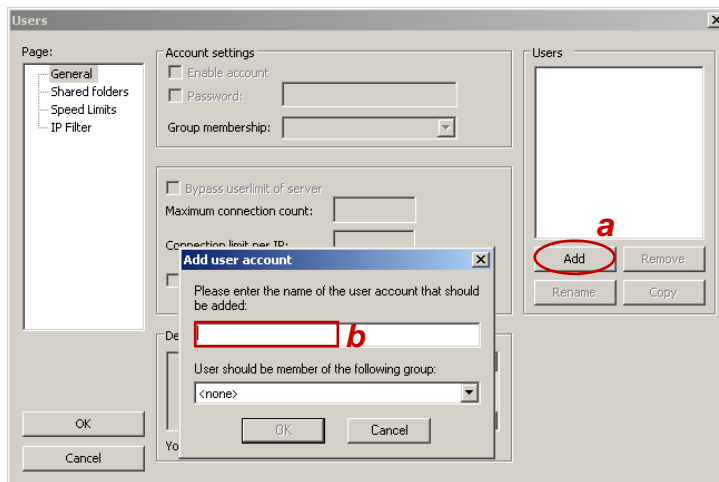 Users
Page:
General
Shared folders
Speed Limits
IP Filter
Account settings
Enable account
Password:
Group membership:
Bypass userlimit of server
Maximum connection count:
Connection limit per IP:
Users
a
Add
Remove
Rename
Copy
Add user account
Please enter the name of the user account that should
be added:
b
User should be member of the following group:
<none>
OK
Cancel
De
Yo
OK
Cancel